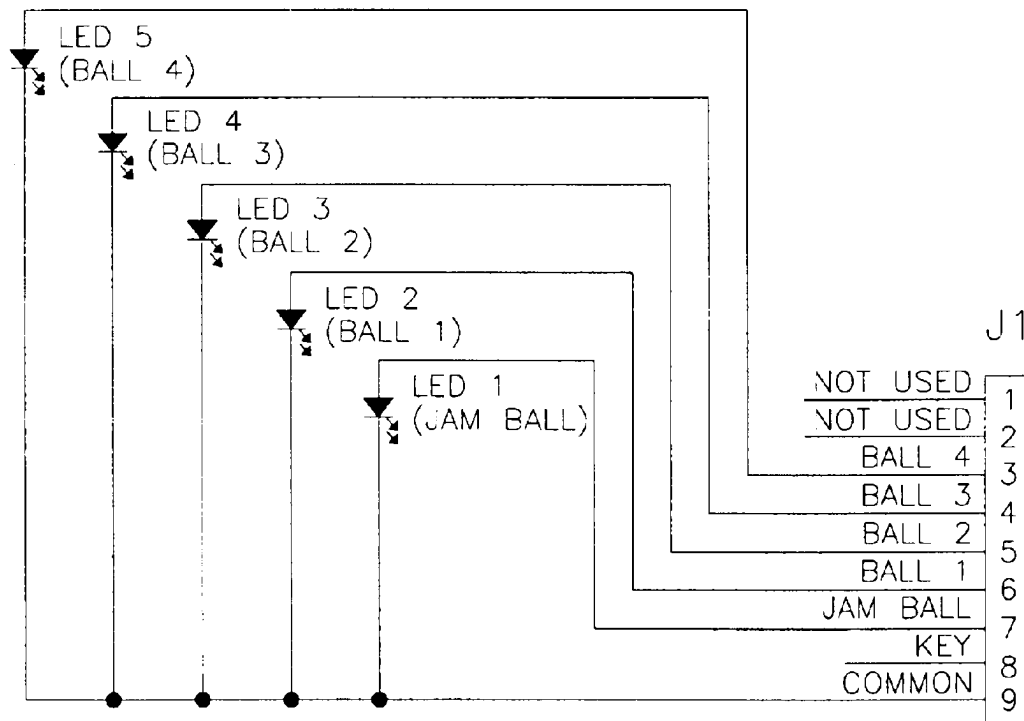 LED 5
(BALL 4)
LED 4
(BALL 3)
LED 3
(BALL 2)
LED 2
(BALL 1)
LED 1
(JAM BALL)
J1
NOT USED 1
NOT USED 2
BALL 4 3
BALL 3 4
BALL 2 5
BALL 1 6
JAM BALL 7
KEY 8
COMMON 9